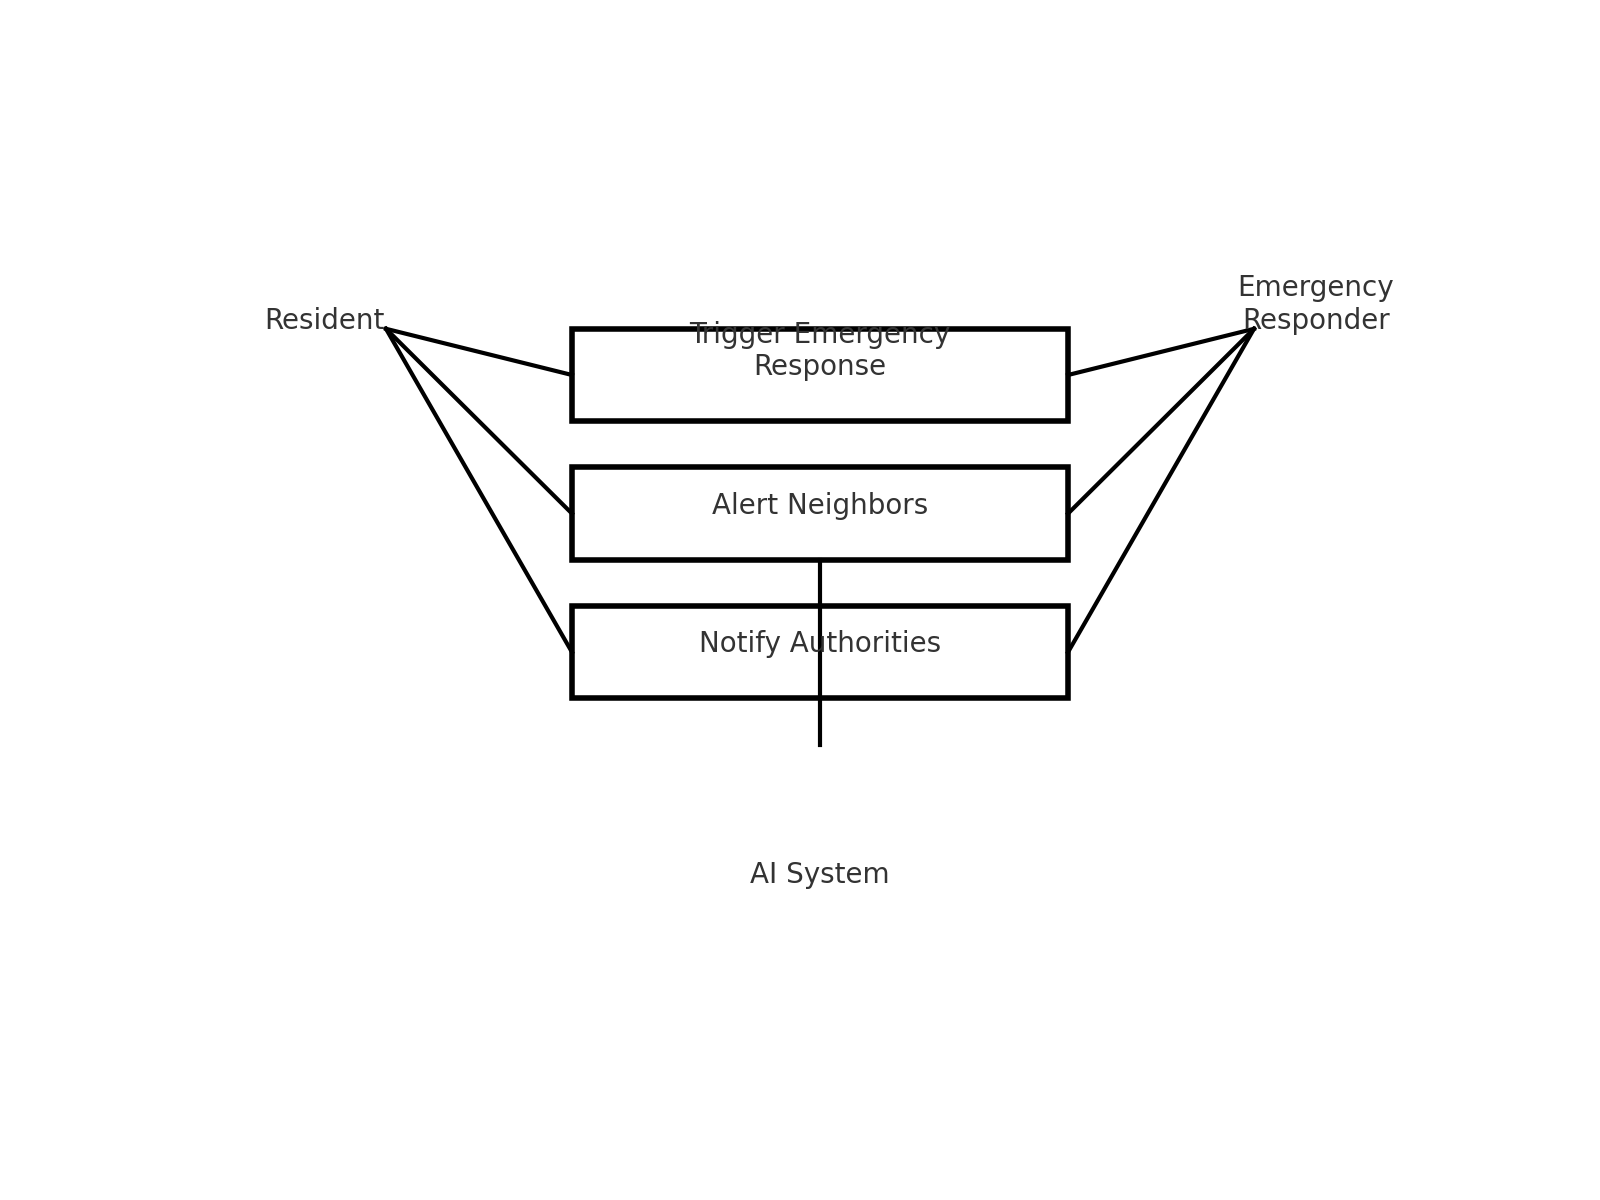 Emergency
Resident
Responder
Trigger Emergency
Response
Alert Neighbors
Notify Authorities
AI System